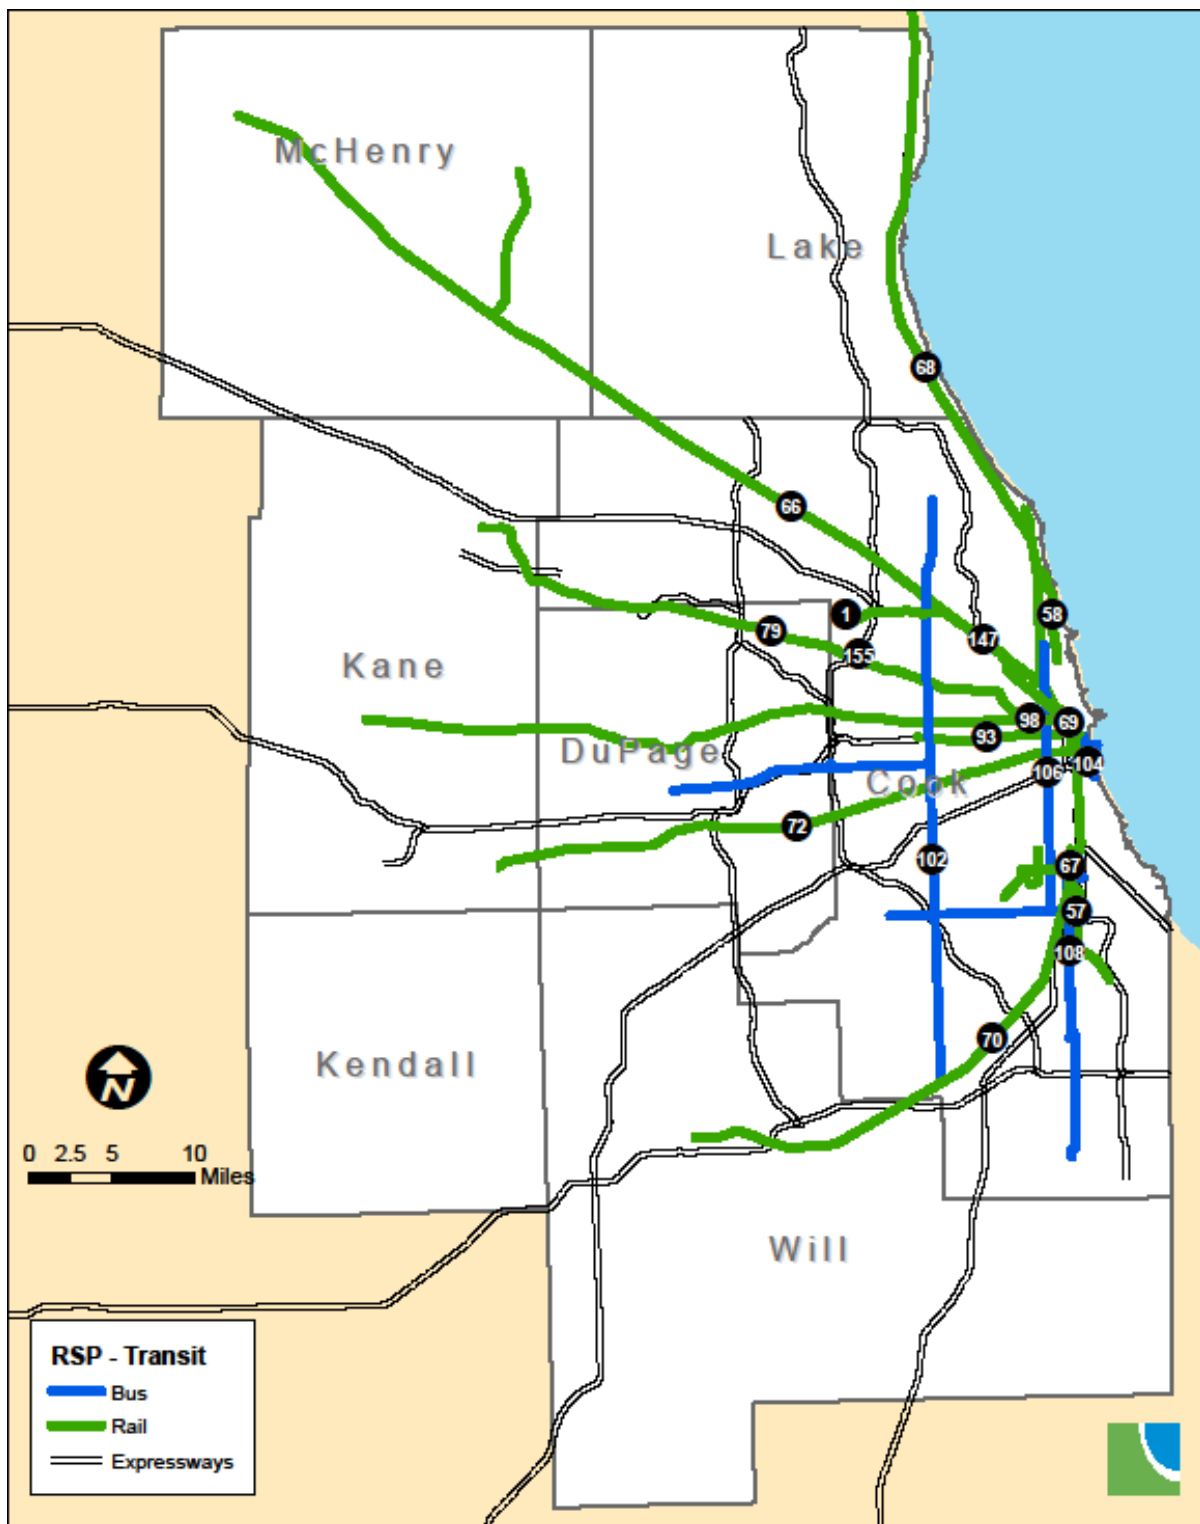 McHenry
Lake
68
66
1
58
79
147
155
Kane
98
69
93
DuPage
104
106
Cook
72
102
67
57
108
70
Kendall
N
0 2.5 5 10
Miles
Will
RSP - Transit
Bus
Rail
Expressways